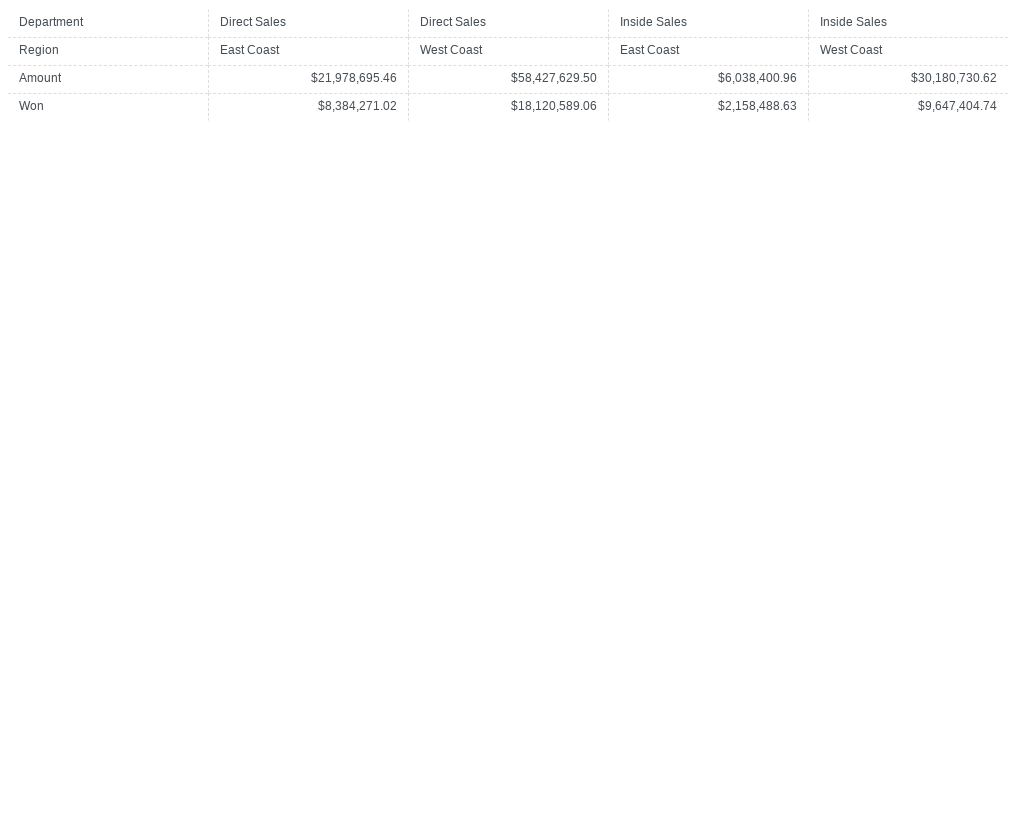 Department Direct Sales Direct Sales Inside Sales Inside Sales
Region East Coast West Coast East Coast West Coast
Amount $21,978,695.46 $58,427,629.50 $6,038,400.96 $30,180,730.62
Won $8,384,271.02 $18,120,589.06 $2,158,488.63 $9,647,404.74